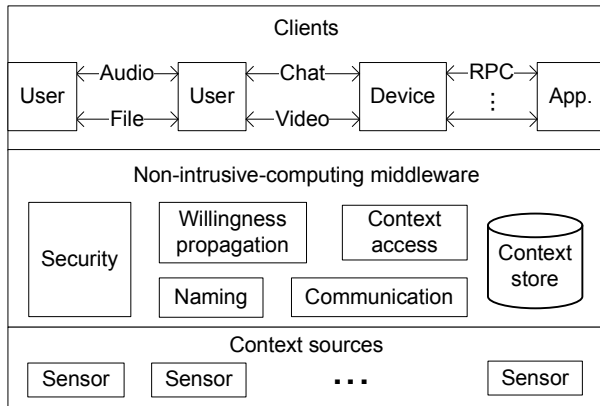 Clients
Audio Chat RPC
User User Device App.
File Video ⋮
Non-intrusive-computing middleware
Security
Willingness
propagation
Context
access
Context
store
Naming
Communication
Context sources
Sensor Sensor ... Sensor